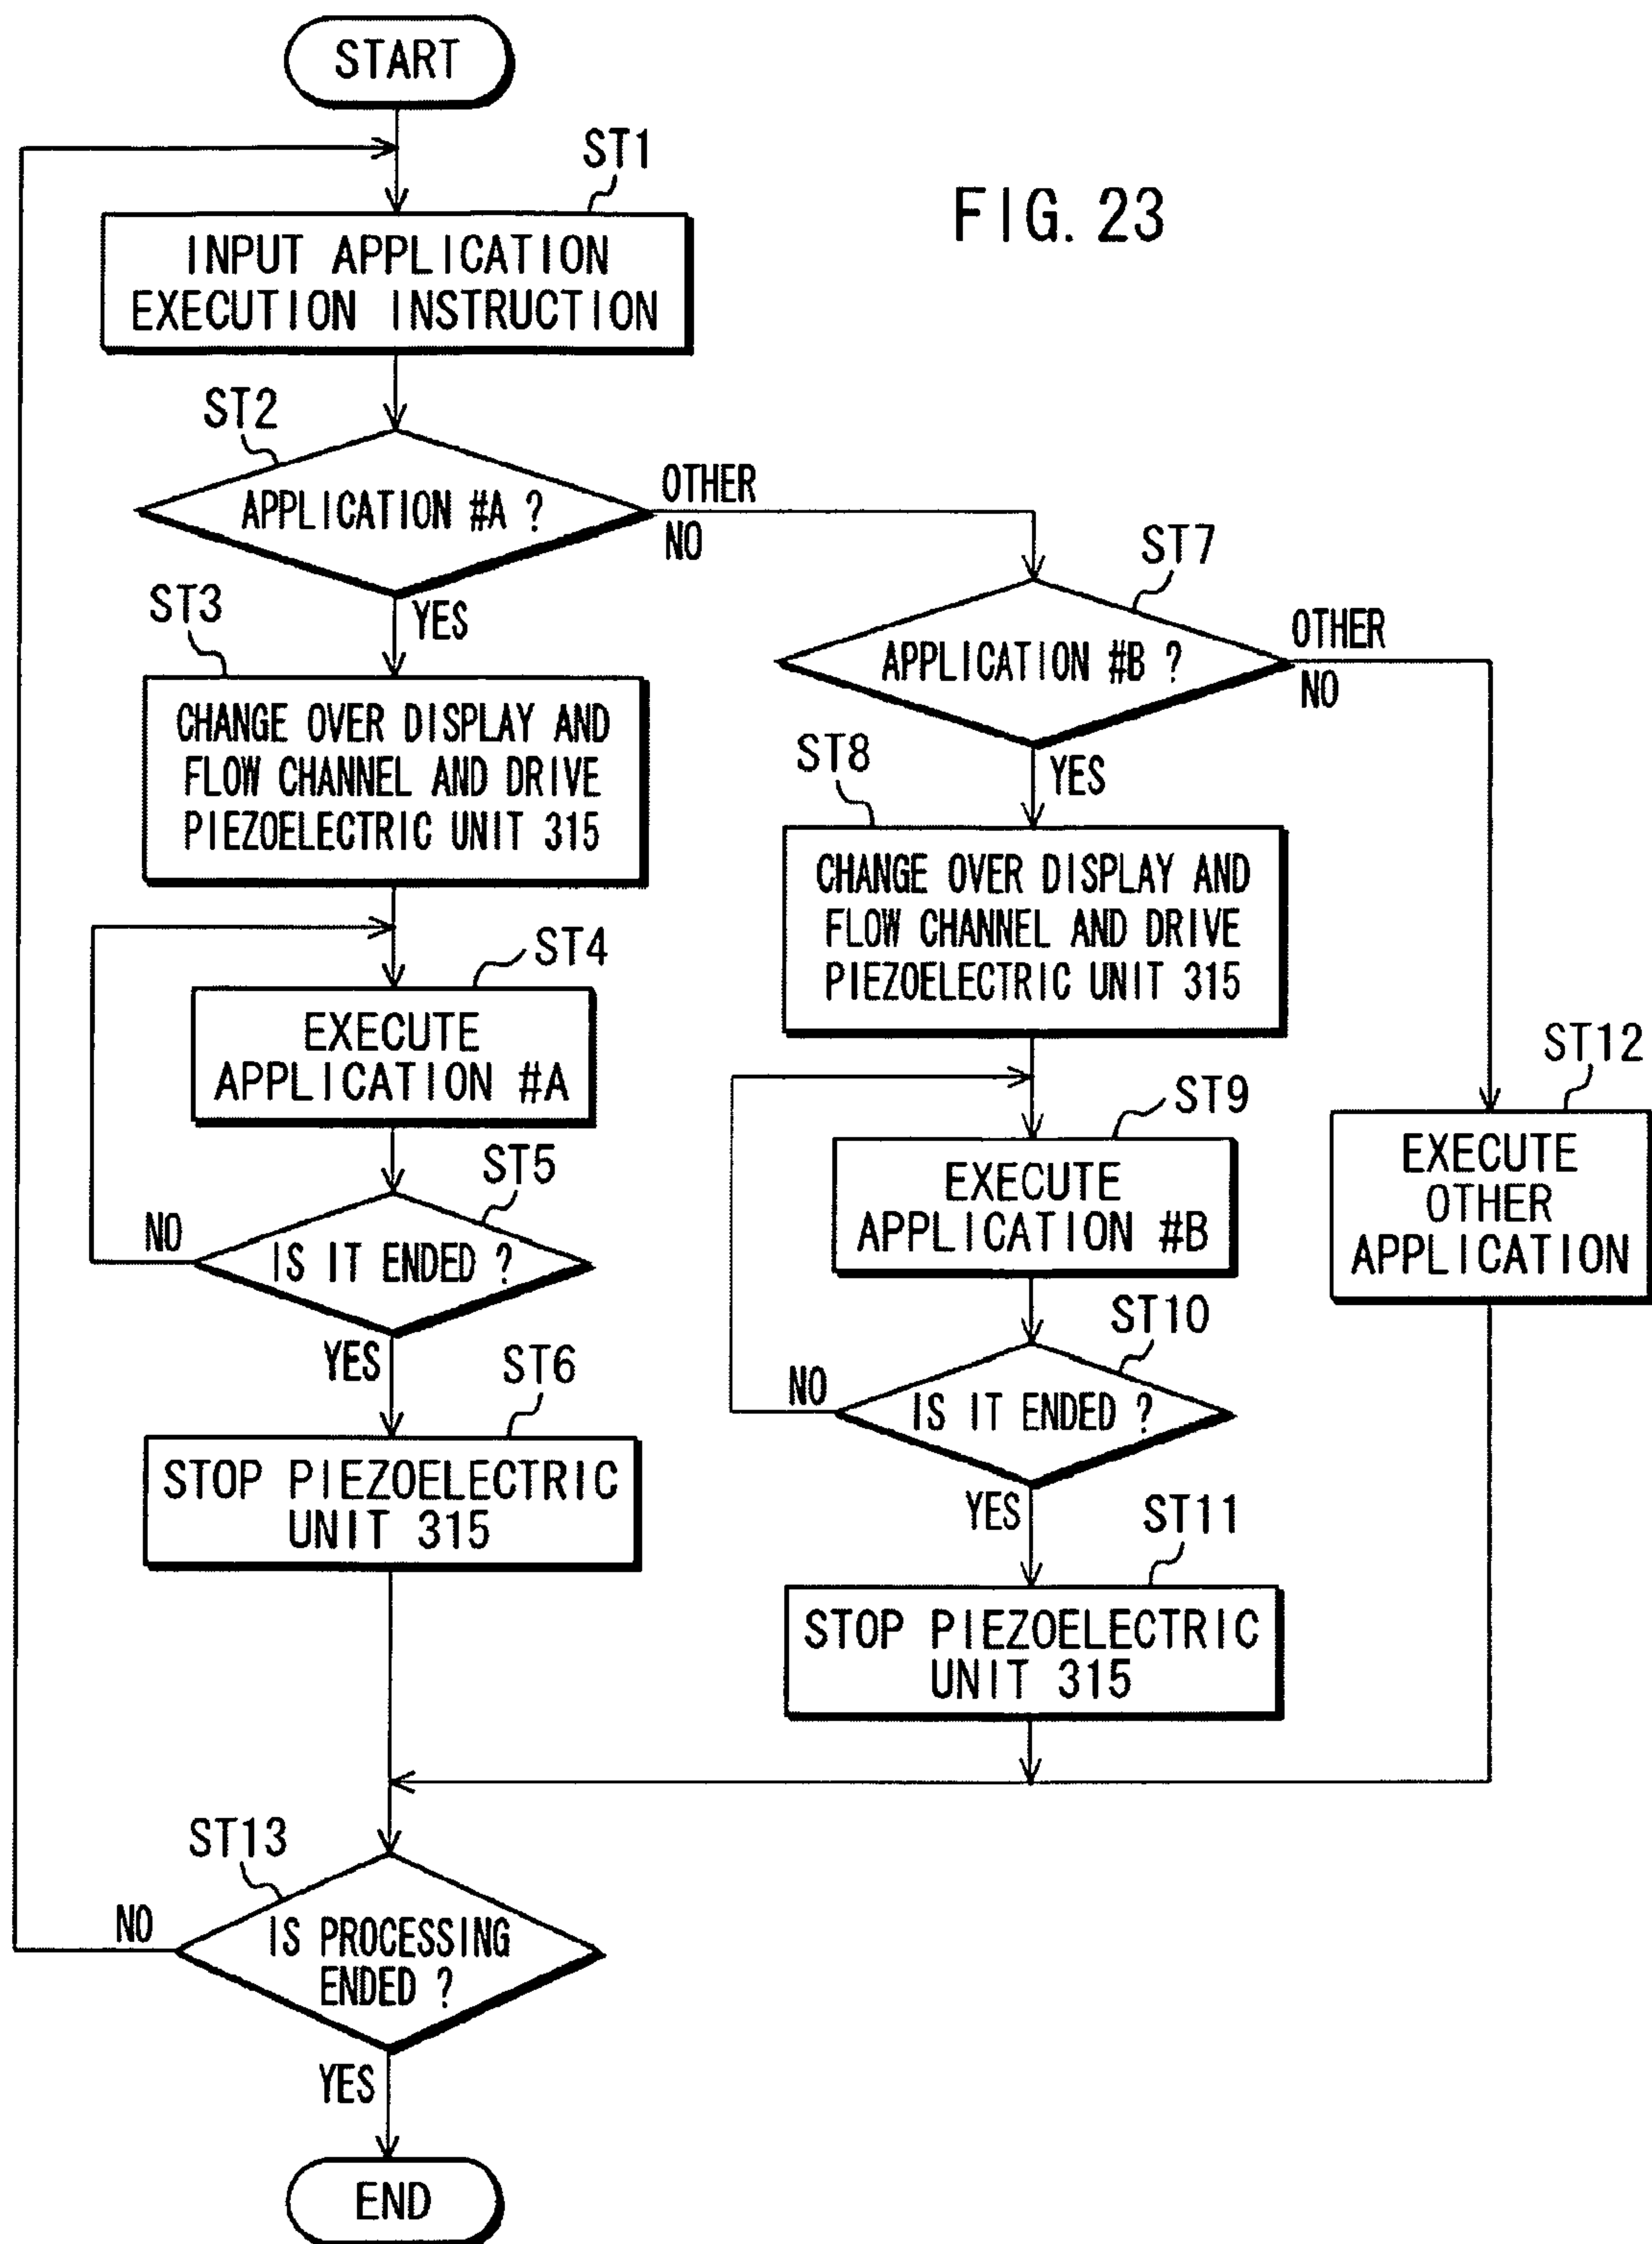 START
ST1
FIG. 23
INPUT APPLICATION
EXECUTION INSTRUCTION
ST2
APPLICATION #A ?
OTHER
NO
YES
ST3
CHANGE OVER DISPLAY AND
FLOW CHANNEL AND DRIVE
PIEZOELECTRIC UNIT 315
ST4
EXECUTE
APPLICATION #A
ST5
IS IT ENDED ?
NO
YES
ST6
STOP PIEZOELECTRIC
UNIT 315
ST7
APPLICATION #B ?
OTHER
NO
YES
ST8
CHANGE OVER DISPLAY AND
FLOW CHANNEL AND DRIVE
PIEZOELECTRIC UNIT 315
ST9
EXECUTE
APPLICATION #B
ST10
IS IT ENDED ?
NO
YES
ST11
STOP PIEZOELECTRIC
UNIT 315
ST12
EXECUTE
OTHER
APPLICATION
ST13
IS PROCESSING
ENDED ?
NO
YES
END